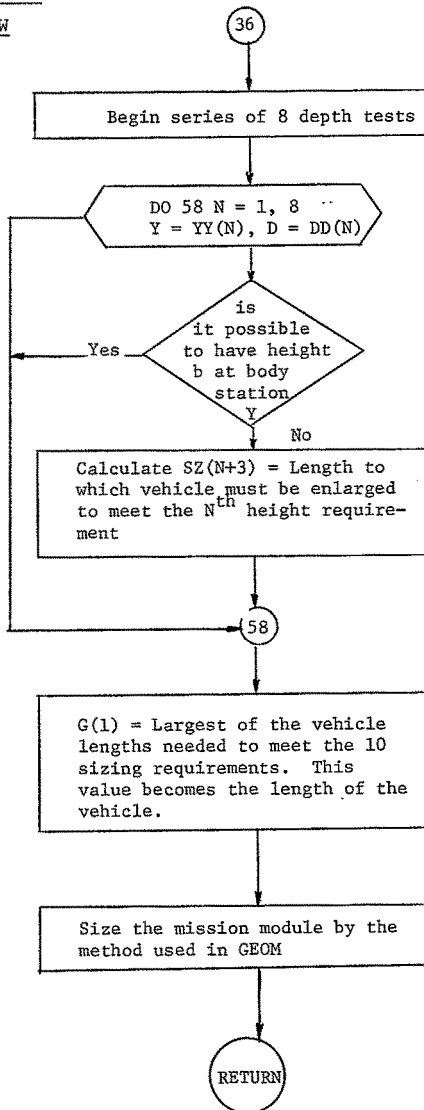 W
36
Begin series of 8 depth tests
DO 58 N = 1, 8
Y = YY(N), D = DD(N)
is
it possible
to have height
b at body
station
Y
Yes
No
Calculate SZ(N+3) = Length to
which vehicle must be enlarged
to meet the Nth height require-
ment
58
G(1) = Largest of the vehicle
lengths needed to meet the 10
sizing requirements. This
value becomes the length of the
vehicle.
Size the mission module by the
method used in GEOM
RETURN